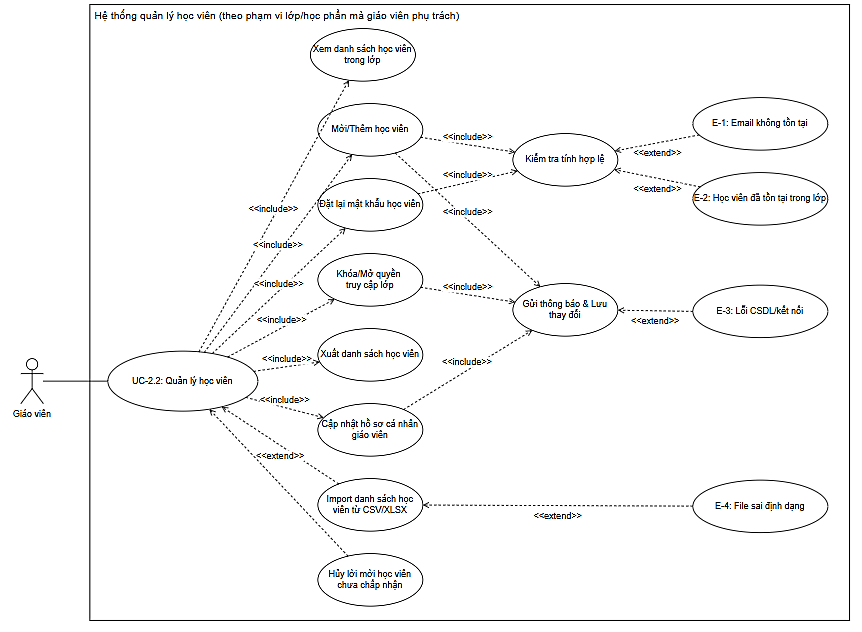 Hệ thống quản lý học viên (theo phạm vi lớp/học phần mà giáo viên phụ trách)
Xem danh sách học viên
trong lớp
Mời/Thêm học viên
<<include>>
Kiểm tra tính hợp lệ
E-1: Email không tồn tại
<<extend>>
<<include>>
<<extend>>
E-2: Học viên đã tồn tại trong lớp
Đặt lại mật khẩu học viên
<<include>>
<<include>>
<<include>>
<<include>>
Khóa/Mở quyền
truy cập lớp
<<include>>
Gửi thông báo & Lưu
thay đổi
E-3: Lỗi CSDL/kết nối
<<extend>>
<<include>>
Xuất danh sách học viên
<<include>>
<<include>>
UC-2.2: Quản lý học viên
Giáo viên
<<include>>
Cập nhật hồ sơ cá nhân
giáo viên
<<extend>>
Import danh sách học
viên từ CSV/XLSX
<<extend>>
E-4: File sai định dạng
Hủy lời mời học viên
chưa chấp nhận